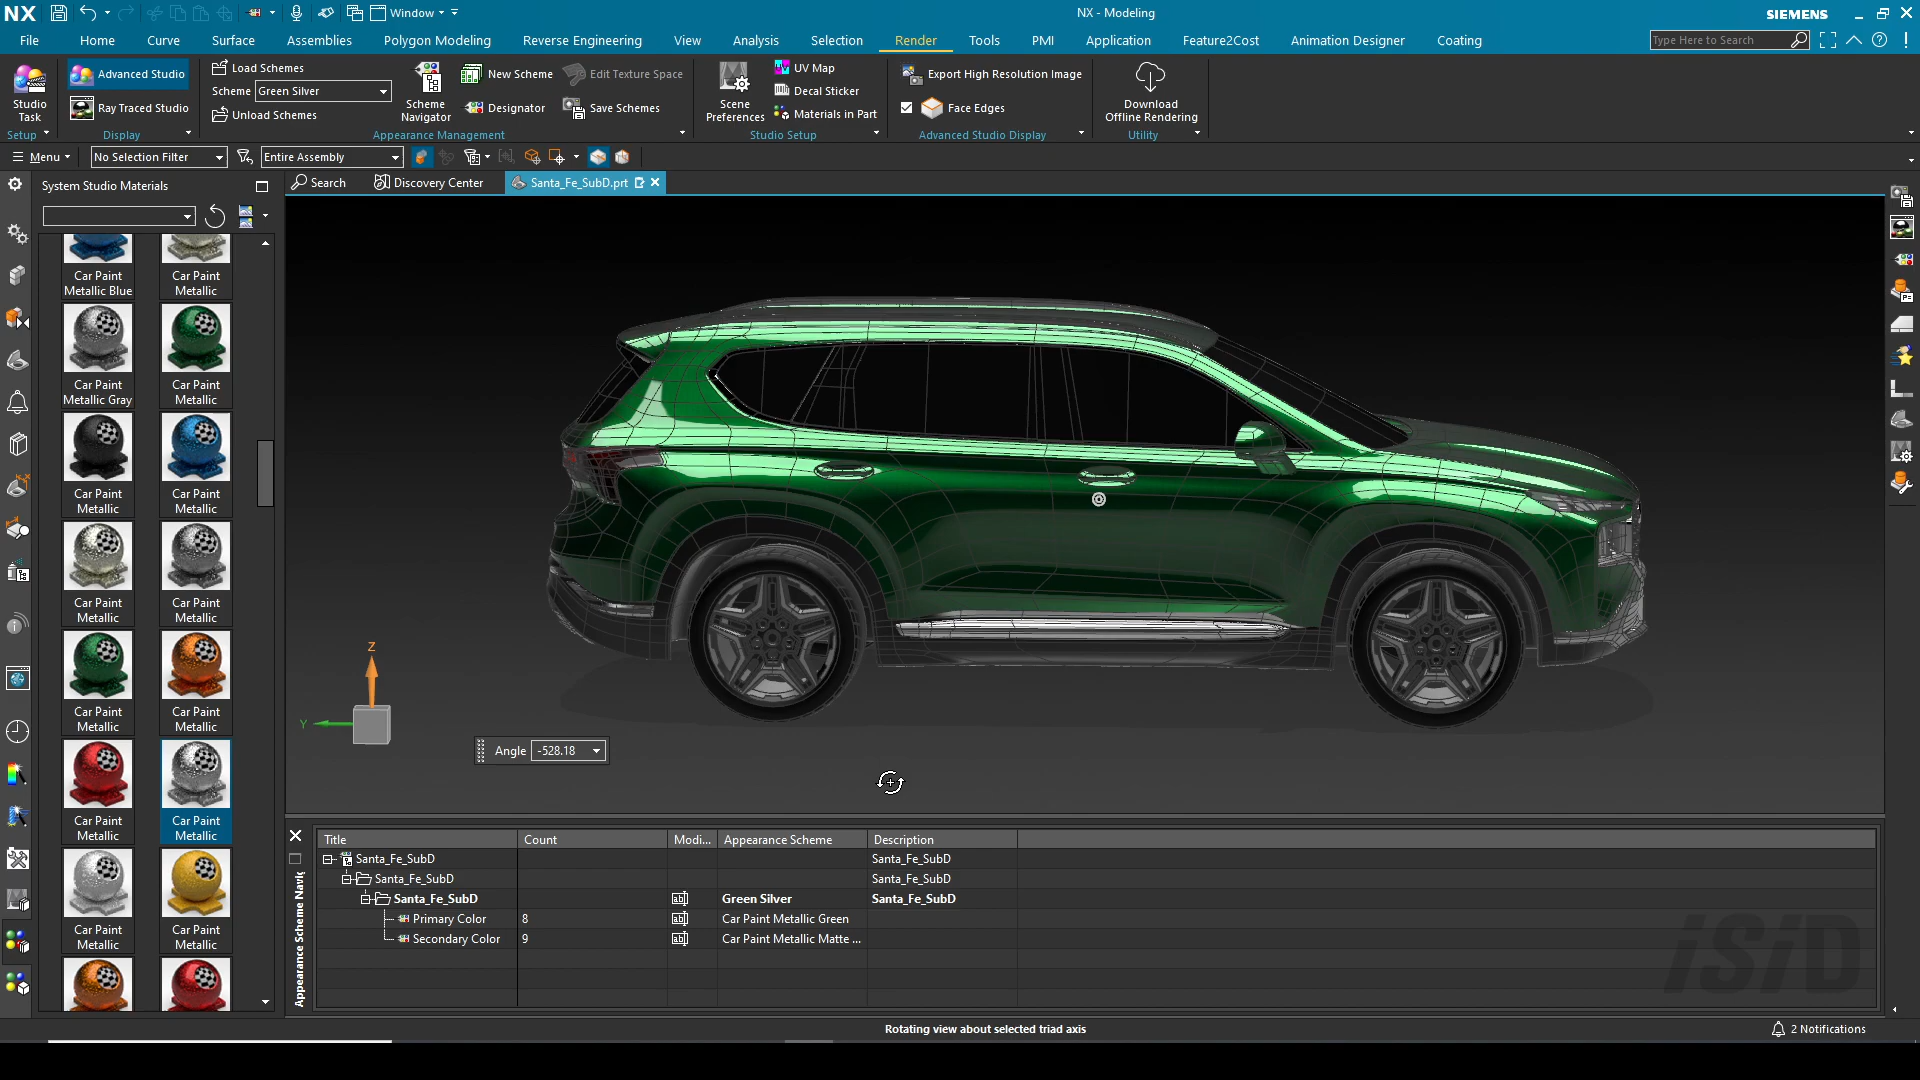 NX
Window
NX - Modeling
SIEMENS
File
Home
Curve
Surface
Assemblies
Polygon Modeling
Reverse Engineering
View
Analysis
Selection
Render
Tools
PMI
Application
Feature2Cost
Animation Designer
Coating
Type Here to Search
Studio
Task
Setup
Advanced Studio
Ray Traced Studio
Display
Load Schemes
Scheme Green Silver
Unload Schemes
Scheme
Navigator
New Scheme
Designator
Edit Texture Space
Save Schemes
Appearance Management
Scene
Preferences
UV Map
Decal Sticker
Materials in Part
Studio Setup
Export High Resolution Image
Face Edges
Advanced Studio Display
Download
Offline Rendering
Utility
Menu
No Selection Filter
Entire Assembly
System Studio Materials
Search
Discovery Center
Santa_Fe_SubD.prt
Car Paint
Metallic Blue
Car Paint
Metallic
Car Paint
Metallic Gray
Car Paint
Metallic
Car Paint
Metallic
Car Paint
Metallic
Car Paint
Metallic
Car Paint
Metallic
Car Paint
Metallic
Car Paint
Metallic
Car Paint
Metallic
Car Paint
Metallic
Car Paint
Metallic
Car Paint
Metallic
Z
Y
Angle -528.18
Appearance Scheme Navig
Title
Count
Modi...
Appearance Scheme
Description
Santa_Fe_SubD
Santa_Fe_SubD
Santa_Fe_SubD
Santa_Fe_SubD
Santa_Fe_SubD
Green Silver
Santa_Fe_SubD
Primary Color
8
Car Paint Metallic Green
Secondary Color
9
Car Paint Metallic Matte ...
iSiD
Rotating view about selected triad axis
2 Notifications